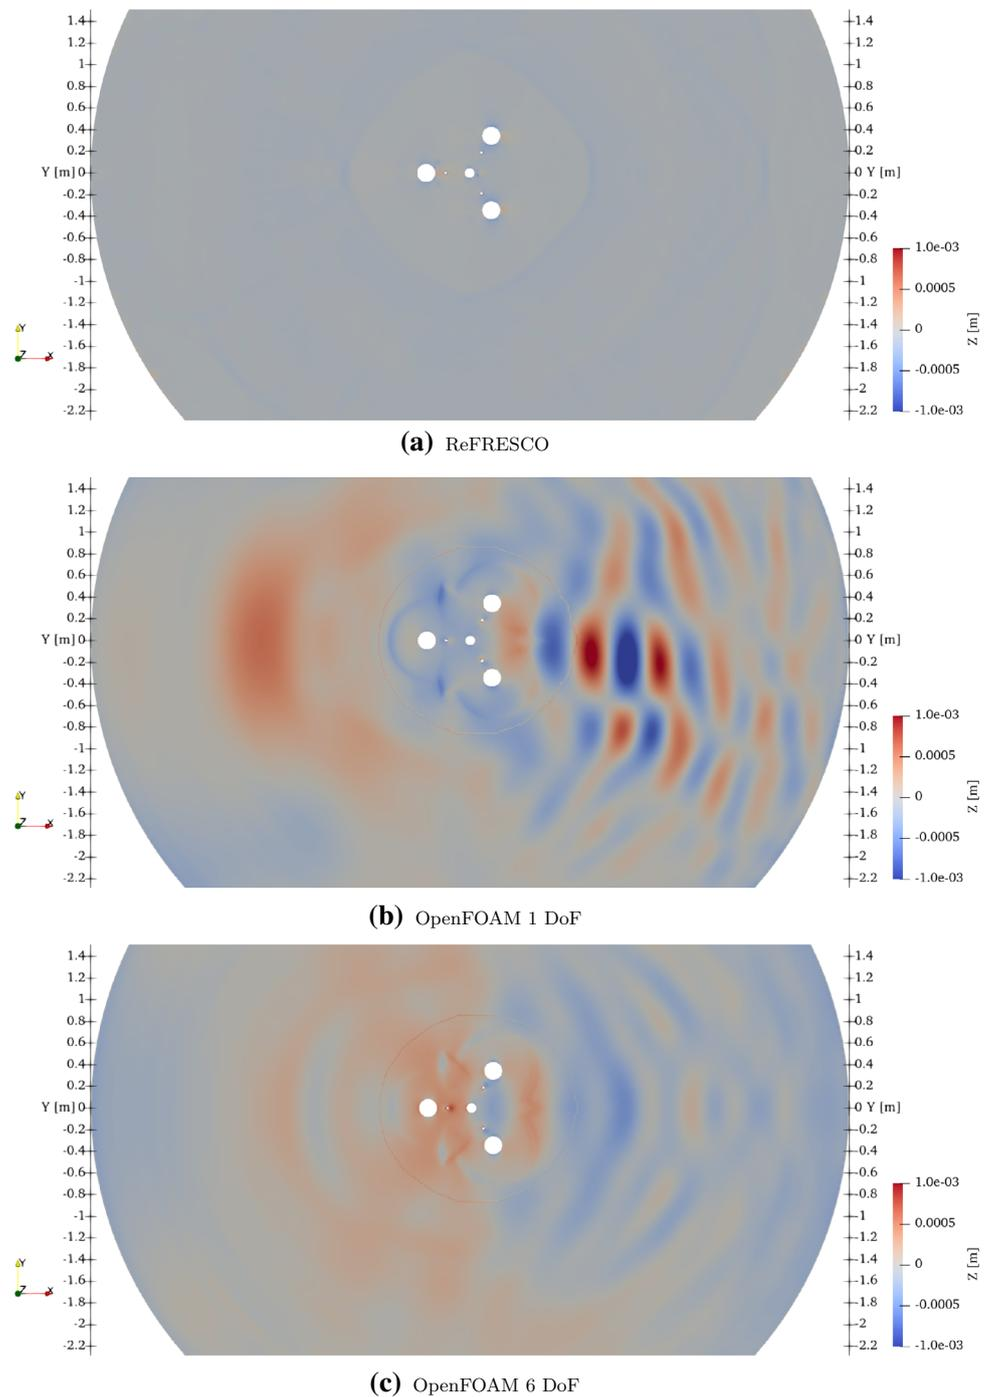 1.4 1.4
1.2 1.2
1 1
0.8 0.8
0.6 0.6
0.4 0.4
0.2 0.2
Y [m] 0 0 Y [m]
-0.2 -0.2
-0.4 -0.4
-0.6 -0.6
-0.8 -0.8 1.0e-03
-1 -1
-1.2 -1.2 0.0005
-1.4 -1.4 0 Z [m]
Y
Z X
-1.6 -1.6
-1.8 -1.8 -0.0005
-2 -2
-2.2 -2.2 -1.0e-03
(a) ReFRESCO
1.4 1.4
1.2 1.2
1 1
0.8 0.8
0.6 0.6
0.4 0.4
0.2 0.2
Y [m] 0 0 Y [m]
-0.2 -0.2
-0.4 -0.4
-0.6 -0.6
-0.8 -0.8 1.0e-03
-1 -1
-1.2 -1.2 0.0005
-1.4 -1.4 0 Z [m]
Y
Z X
-1.6 -1.6
-1.8 -1.8 -0.0005
-2 -2
-2.2 -2.2 -1.0e-03
(b) OpenFOAM 1 DoF
1.4 1.4
1.2 1.2
1 1
0.8 0.8
0.6 0.6
0.4 0.4
0.2 0.2
Y [m] 0 0 Y [m]
-0.2 -0.2
-0.4 -0.4
-0.6 -0.6
-0.8 -0.8 1.0e-03
-1 -1
-1.2 -1.2 0.0005
-1.4 -1.4 0 Z [m]
Y
Z X
-1.6 -1.6
-1.8 -1.8 -0.0005
-2 -2
-2.2 -2.2 -1.0e-03
(c) OpenFOAM 6 DoF